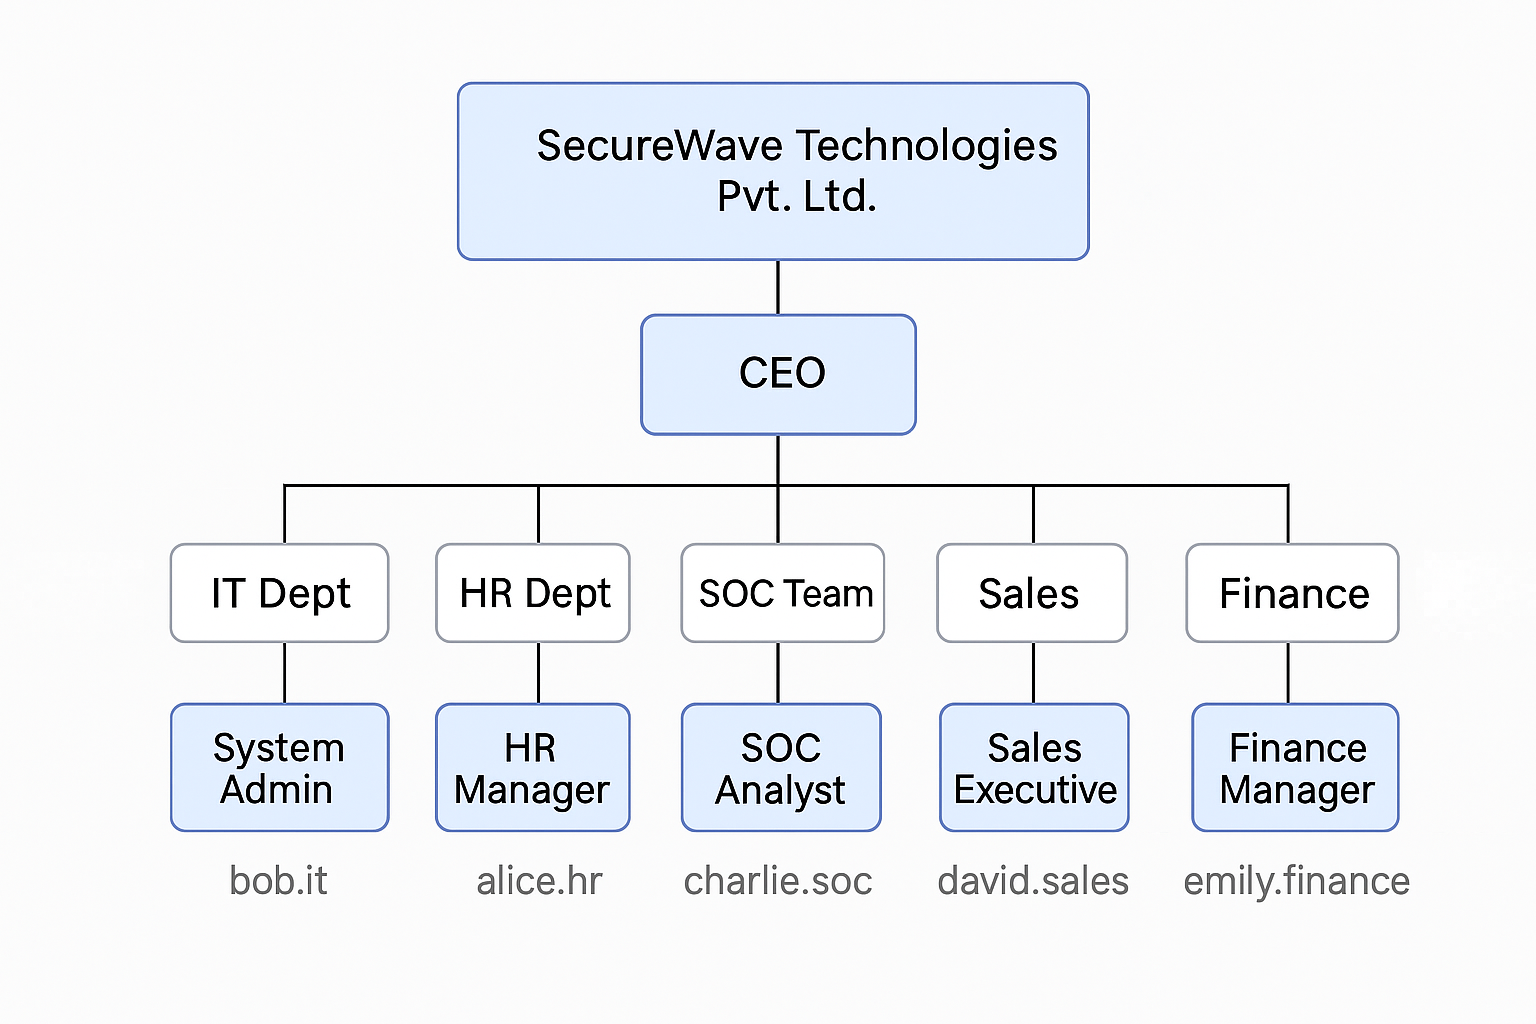 SecureWave Technologies
Pvt. Ltd.
CEO
IT Dept
HR Dept
SOC Team
Sales
Finance
System
Admin
HR
Manager
SOC
Analyst
Sales
Executive
Finance
Manager
bob.it
alice.hr
charlie.soc
david.sales
emily.finance